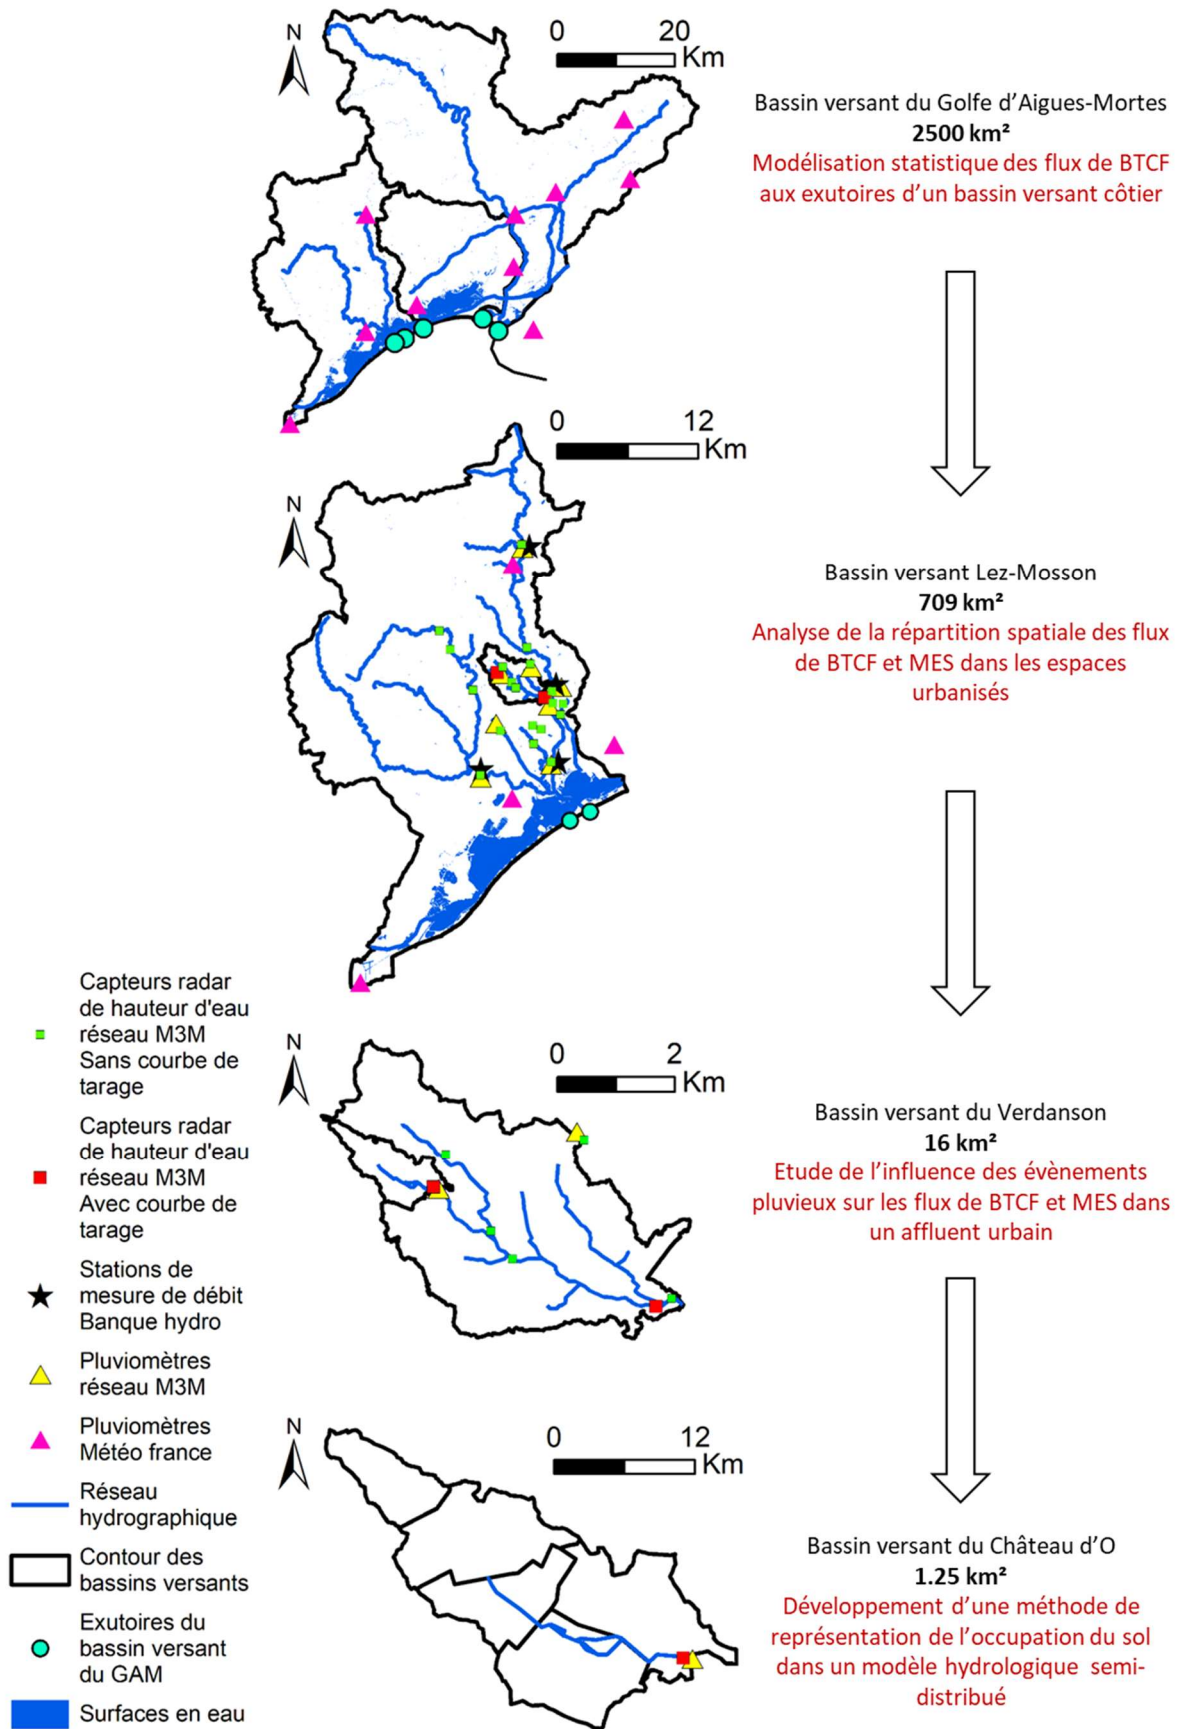 N
0 20
Km
Bassin versant du Golfe d’Aigues-Mortes
2500 km²
Modélisation statistique des flux de BTCF
aux exutoires d’un bassin versant côtier
N
0 12
Km
Bassin versant Lez-Mosson
709 km²
Analyse de la répartition spatiale des flux
de BTCF et MES dans les espaces
urbanisés
N
0 2
Km
Bassin versant du Verdanson
16 km²
Etude de l’influence des évènements
pluvieux sur les flux de BTCF et MES dans
un affluent urbain
N
0 12
Km
Bassin versant du Château d’O
1.25 km²
Développement d’une méthode de
représentation de l’occupation du sol
dans un modèle hydrologique semi-
distribué
Capteurs radar
de hauteur d'eau
réseau M3M
Sans courbe de
tarage
Capteurs radar
de hauteur d'eau
réseau M3M
Avec courbe de
tarage
Stations de
mesure de débit
Banque hydro
Pluviomètres
réseau M3M
Pluviomètres
Météo france
Réseau
hydrographique
Contour des
bassins versants
Exutoires du
bassin versant
du GAM
Surfaces en eau